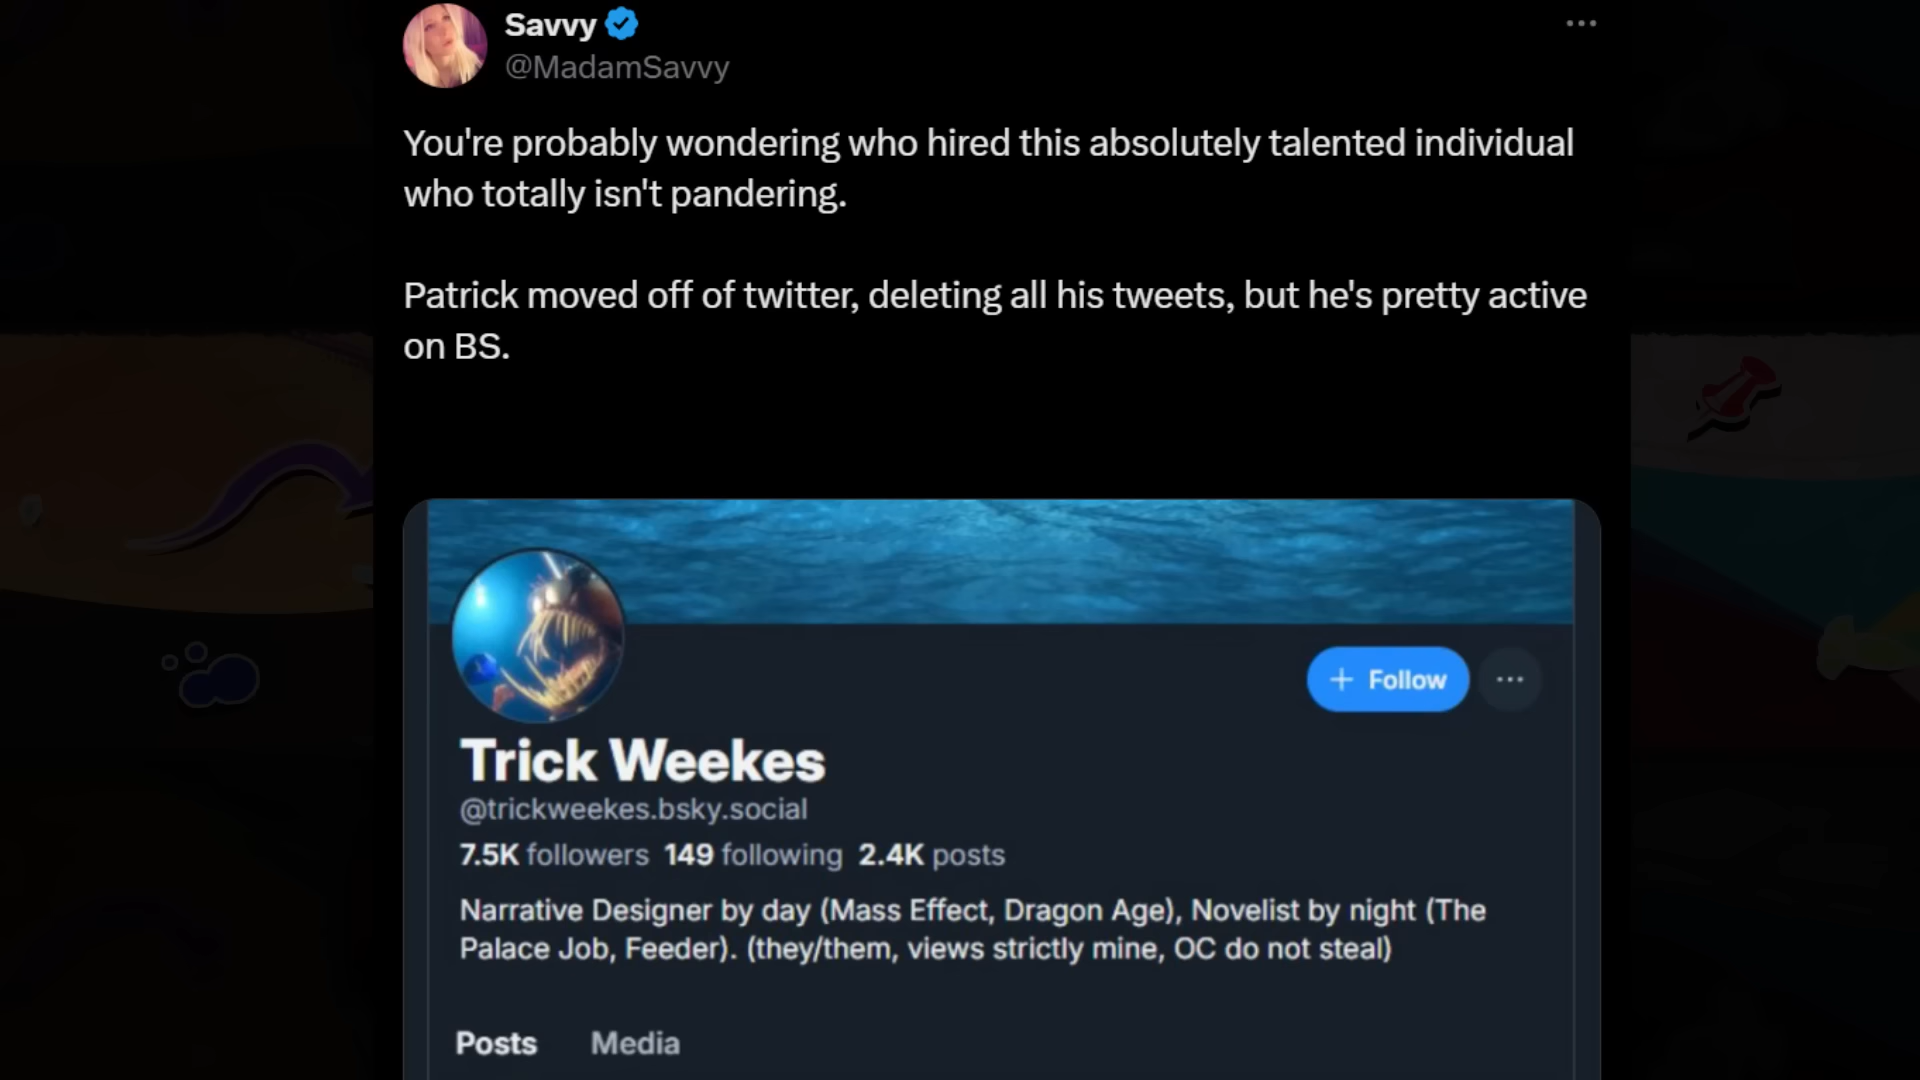 Savvy
@MadamSavvy
You're probably wondering who hired this absolutely talented individual
who totally isn't pandering.
Patrick moved off of twitter, deleting all his tweets, but he's pretty active
on BS.
+ Follow
Trick Weekes
@trickweekes.bsky.social
7.5K followers 149 following 2.4K posts
Narrative Designer by day (Mass Effect, Dragon Age), Novelist by night (The
Palace Job, Feeder). (they/them, views strictly mine, OC do not steal)
Posts Media